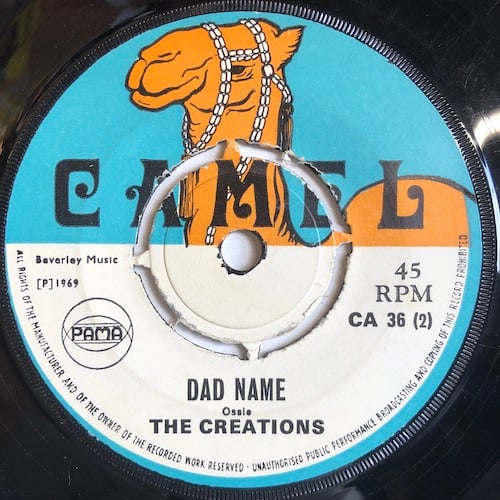 CAMEL
Beverley Music
[P] 1969
45
RPM
PAMA
CA 36 (2)
DAD NAME
Ossie
THE CREATIONS
ALL RIGHTS OF THE MANUFACTURER AND OF THE OWNER OF THE RECORDED WORK RESERVED · UNAUTHORISED PUBLIC PERFORMANCE BROADCASTING AND COPYING OF THIS RECORD PROHIBITED